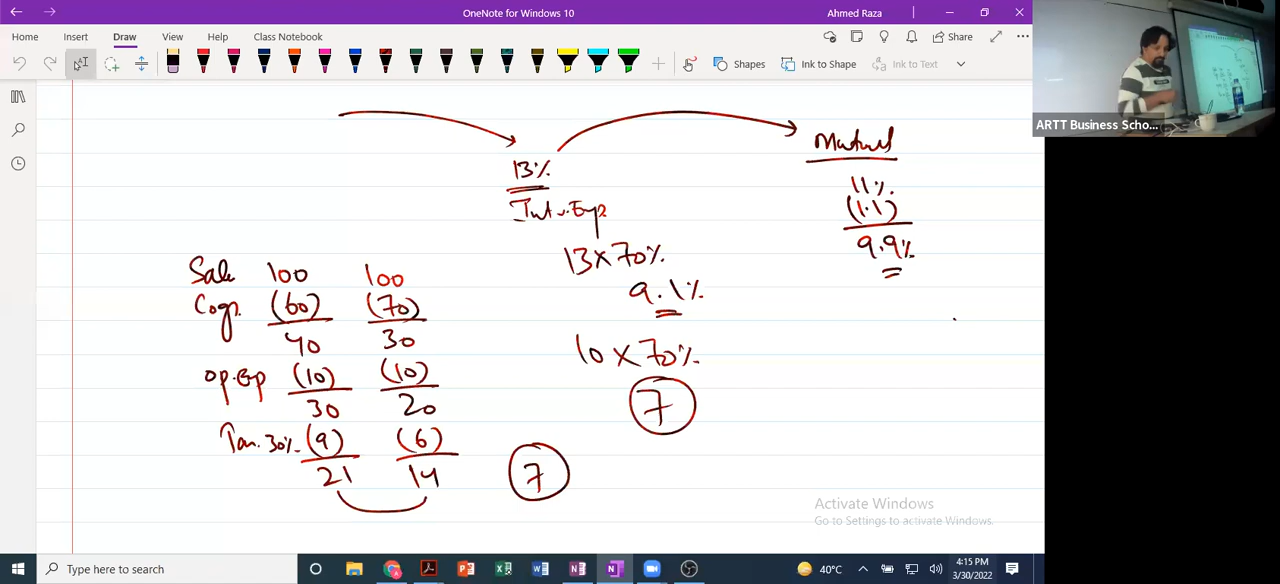 OneNote for Windows 10
Ahmed Raza
Home Insert Draw View Help Class Notebook
Share
Shapes Ink to Shape Ink to Text
ARTT Business Scho...
Mutual
13%
11%
Int. Exp
(1.1)
9.9%
13 x 70%
Sale 100 100
9.1%
Cogs (60) (70)
40 30
10 x 70%
Op. Exp (10) (10)
30 20
7
Tax. 30% (9) (6)
21 14
7
Activate Windows
Go to Settings to activate Windows.
Type here to search
40°C
4:15 PM
3/30/2022